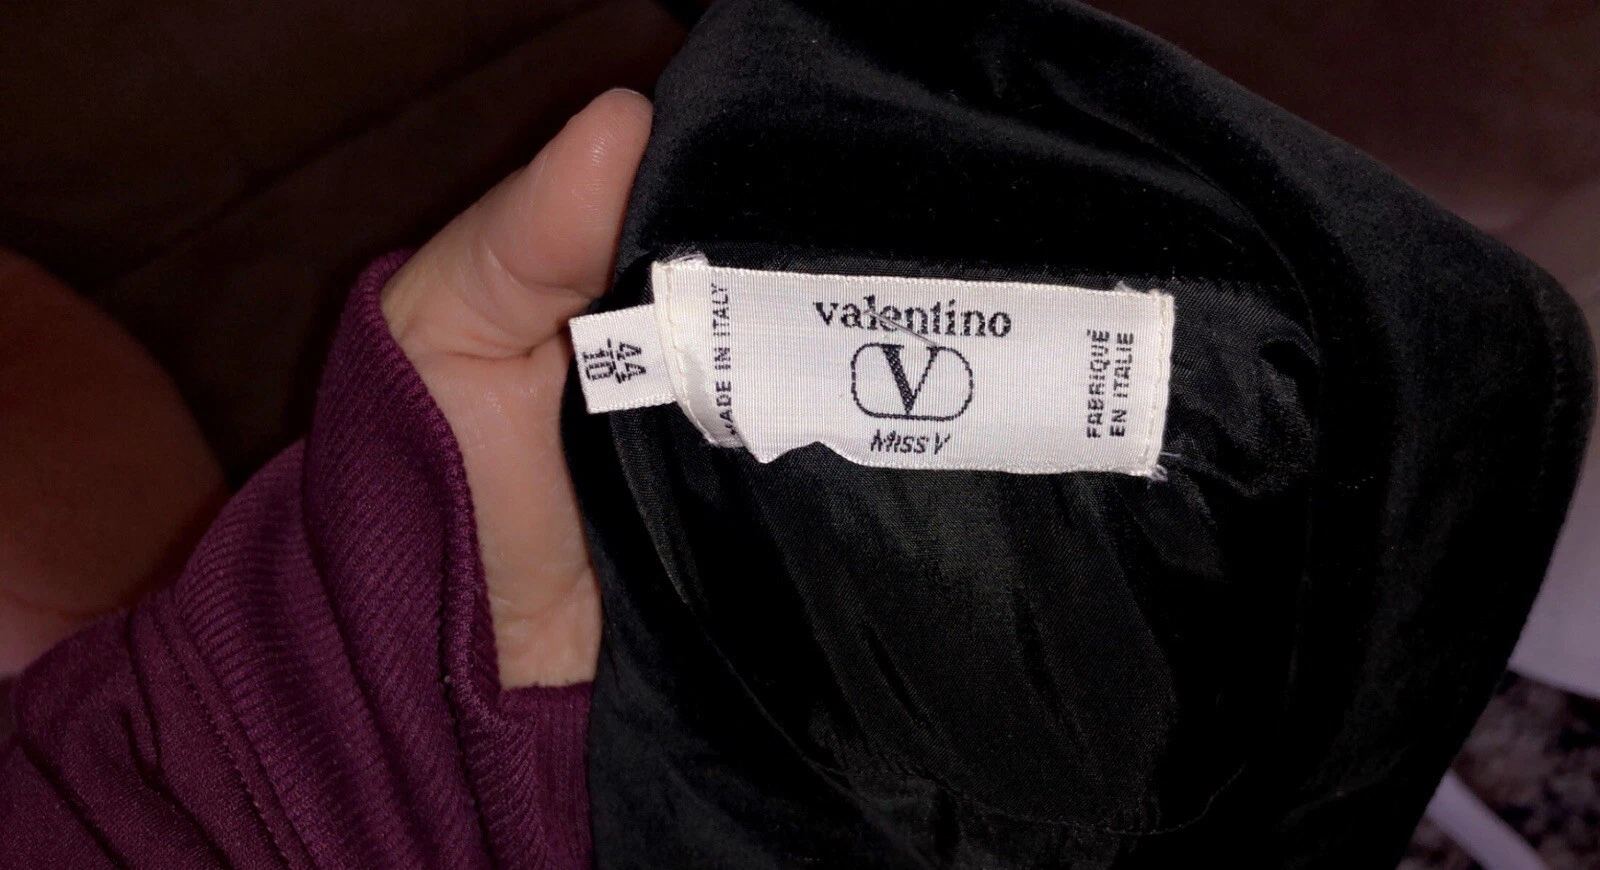 valentino
V
Miss V
MADE IN ITALY
FABRIQUÉ
EN ITALIE
44
10